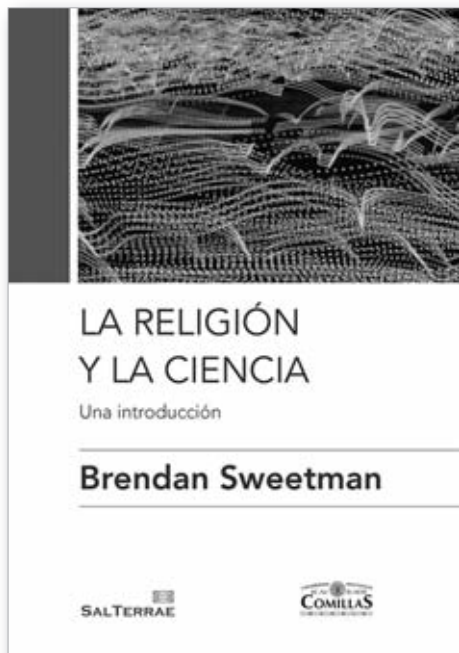 LA RELIGIÓN
Y LA CIENCIA
Una introducción
Brendan Sweetman
SALTERRAE
COMILLAS